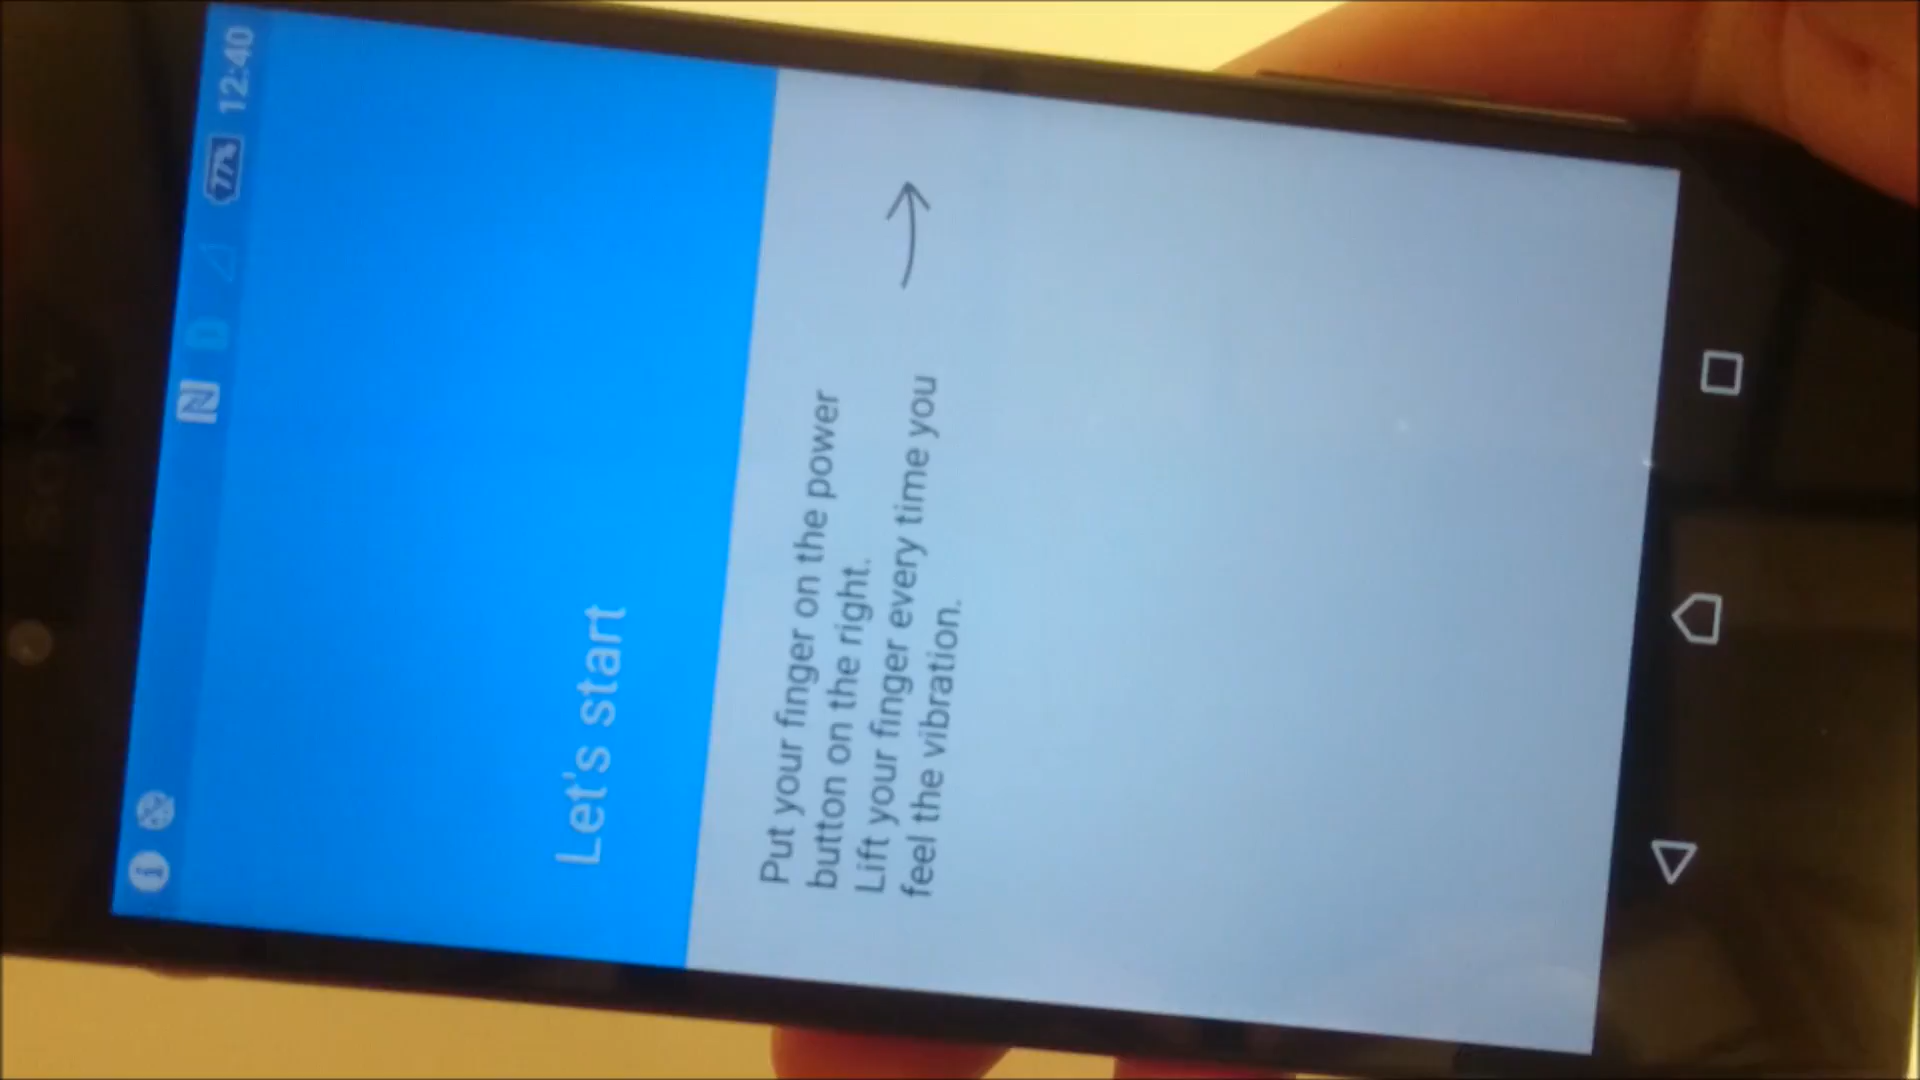 77% 12:40
Let's start
Put your finger on the power
button on the right.
Lift your finger every time you
feel the vibration.